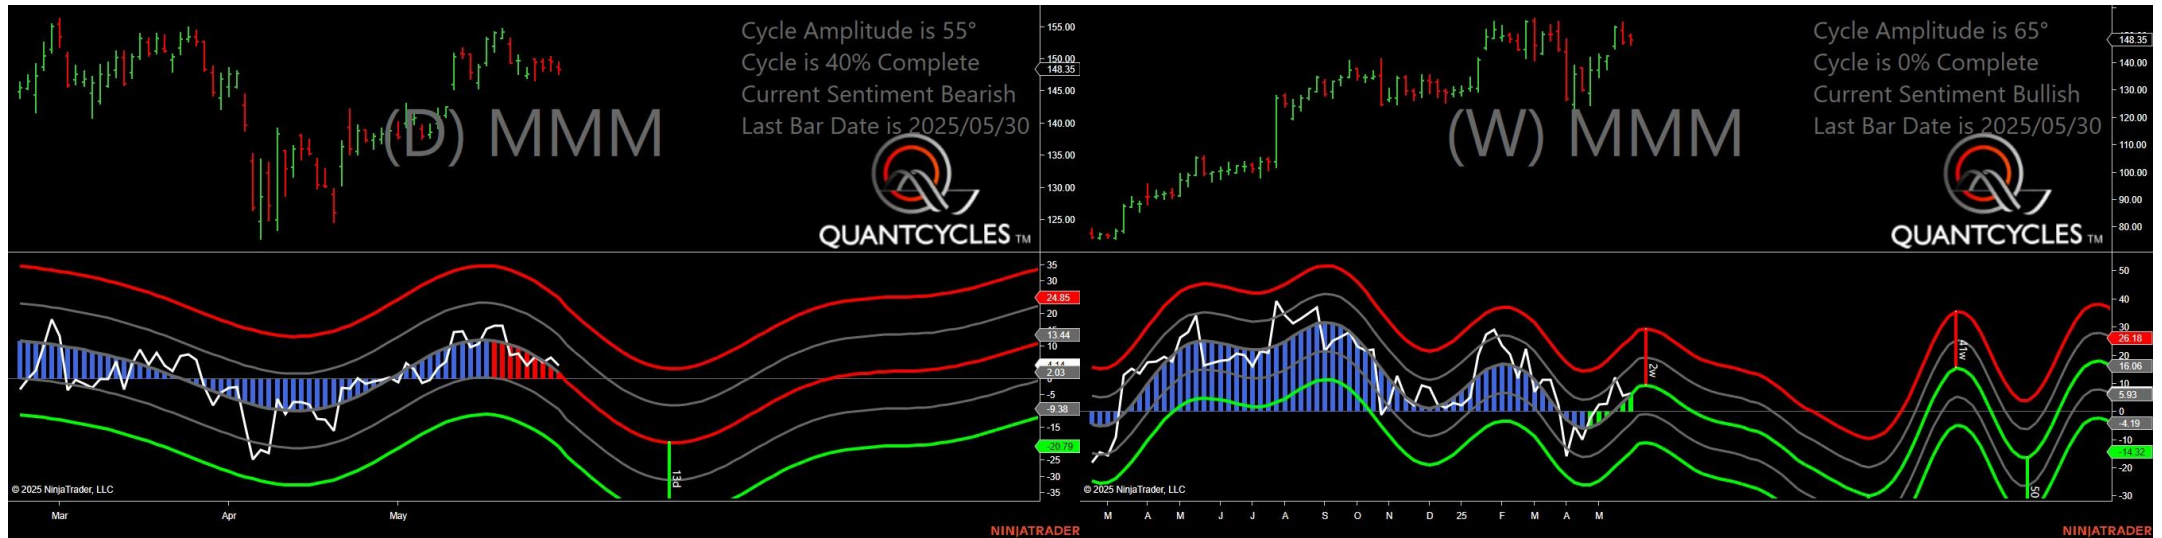 Cycle Amplitude is 55°
Cycle is 40% Complete
Current Sentiment Bearish
Last Bar Date is 2025/05/30
(D) MMM
QUANTCYCLES TM
155.00
150.00
148.35
145.00
140.00
135.00
130.00
125.00
35
30
24.85
20
13.44
10
2.03
-5
-9.38
-15
-20.79
-25
-30
-35
13d
© 2025 NinjaTrader, LLC
Mar
Apr
May
NINJATRADER
Cycle Amplitude is 65°
Cycle is 0% Complete
Current Sentiment Bullish
Last Bar Date is 2025/05/30
(W) MMM
QUANTCYCLES TM
148.35
140.00
130.00
120.00
110.00
100.00
90.00
80.00
50
40
30
26.18
20
16.06
10
5.93
0
-4.19
-10
-14.32
-20
-30
2w
41w
50
© 2025 NinjaTrader, LLC
M A M J J A S O N D 25 F M A M
NINJATRADER